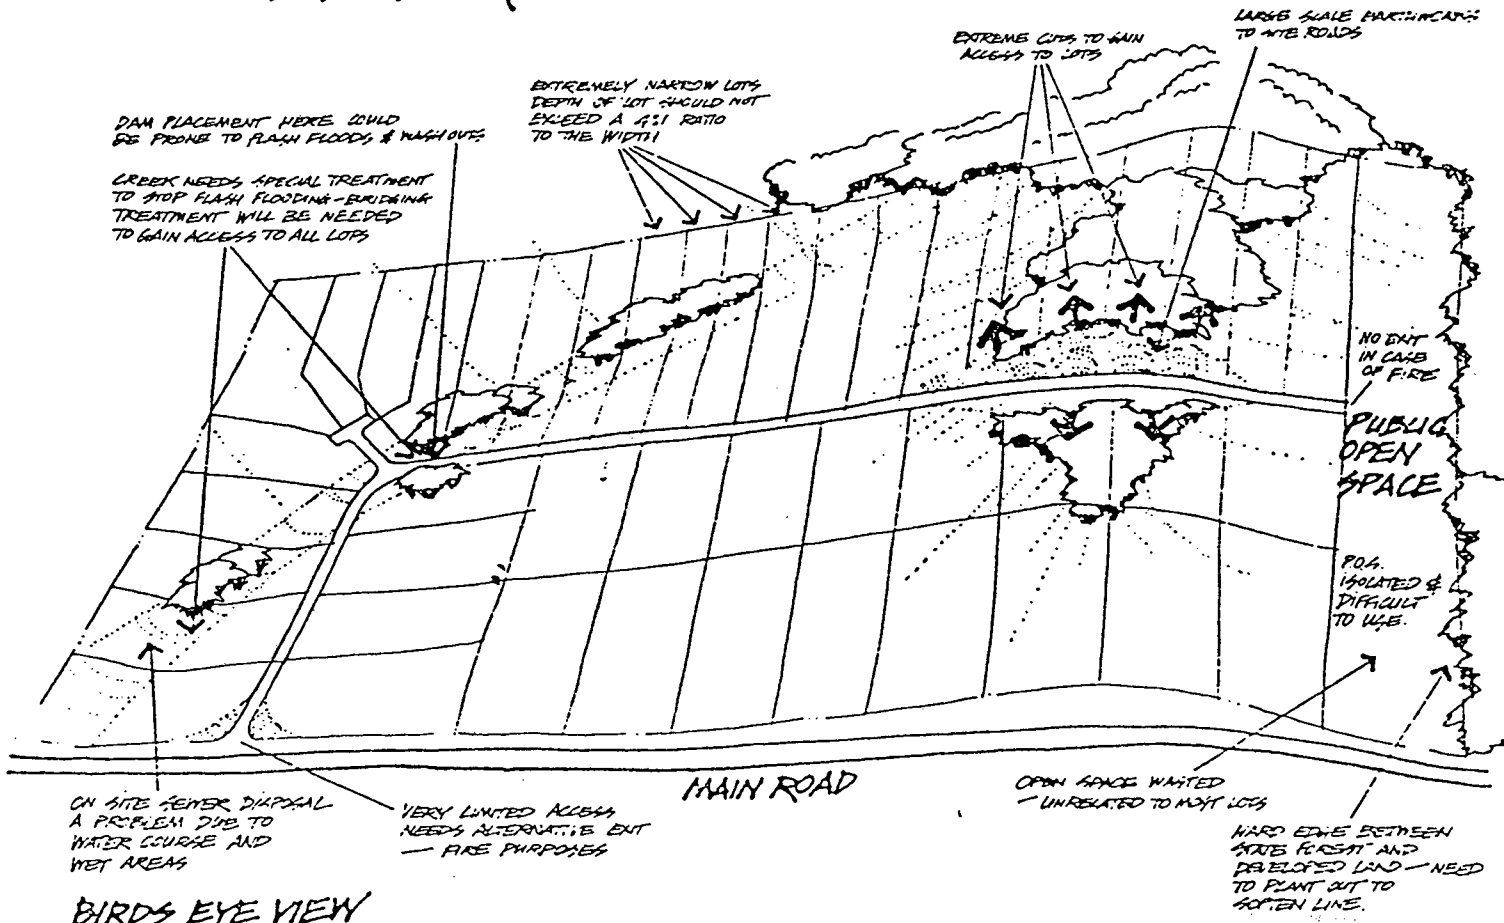 EXTREME CUTS TO GAIN
ACCESS TO LOTS
LARGE SCALE EARTHWORKS
TO SITE ROADS
EXTREMELY NARROW LOTS
DEPTH OF LOT SHOULD NOT
EXCEED A 4:1 RATIO
TO THE WIDTH
DAM PLACEMENT HERE COULD
BE PRONE TO FLASH FLOODS & WASHOUTS
CREEK NEEDS SPECIAL TREATMENT
TO STOP FLASH FLOODING - BRIDGING
TREATMENT WILL BE NEEDED
TO GAIN ACCESS TO ALL LOTS
NO EXIT
IN CASE
OF FIRE
PUBLIC
OPEN
SPACE
P.O.S.
ISOLATED &
DIFFICULT
TO USE.
MAIN ROAD
ON SITE SEWER DISPOSAL
A PROBLEM DUE TO
WATER COURSE AND
WET AREAS
VERY LIMITED ACCESS
NEEDS ALTERNATIVE EXIT
— FIRE PURPOSES
OPEN SPACE WASTED
— UNRELATED TO MOST LOTS
HARD EDGE BETWEEN
STATE FOREST AND
DEVELOPED LAND — NEED
TO PLANT OUT TO
SOFTEN LINE.
BIRDS EYE VIEW